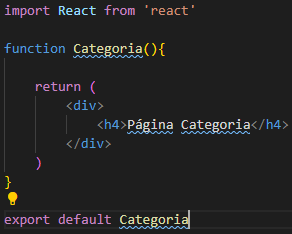 import React from 'react'
function Categoria(){
return (
<div>
<h4>Página Categoria</h4>
</div>
)
}
export default Categoria